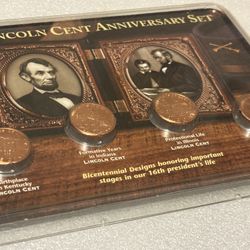 LINCOLN CENT ANNIVERSARY SET
Birthplace
in Kentucky
LINCOLN CENT
Formative Years
in Indiana
LINCOLN CENT
Professional Life
in Illinois
LINCOLN CENT
Bicentennial Designs honoring important
stages in our 16th president's life